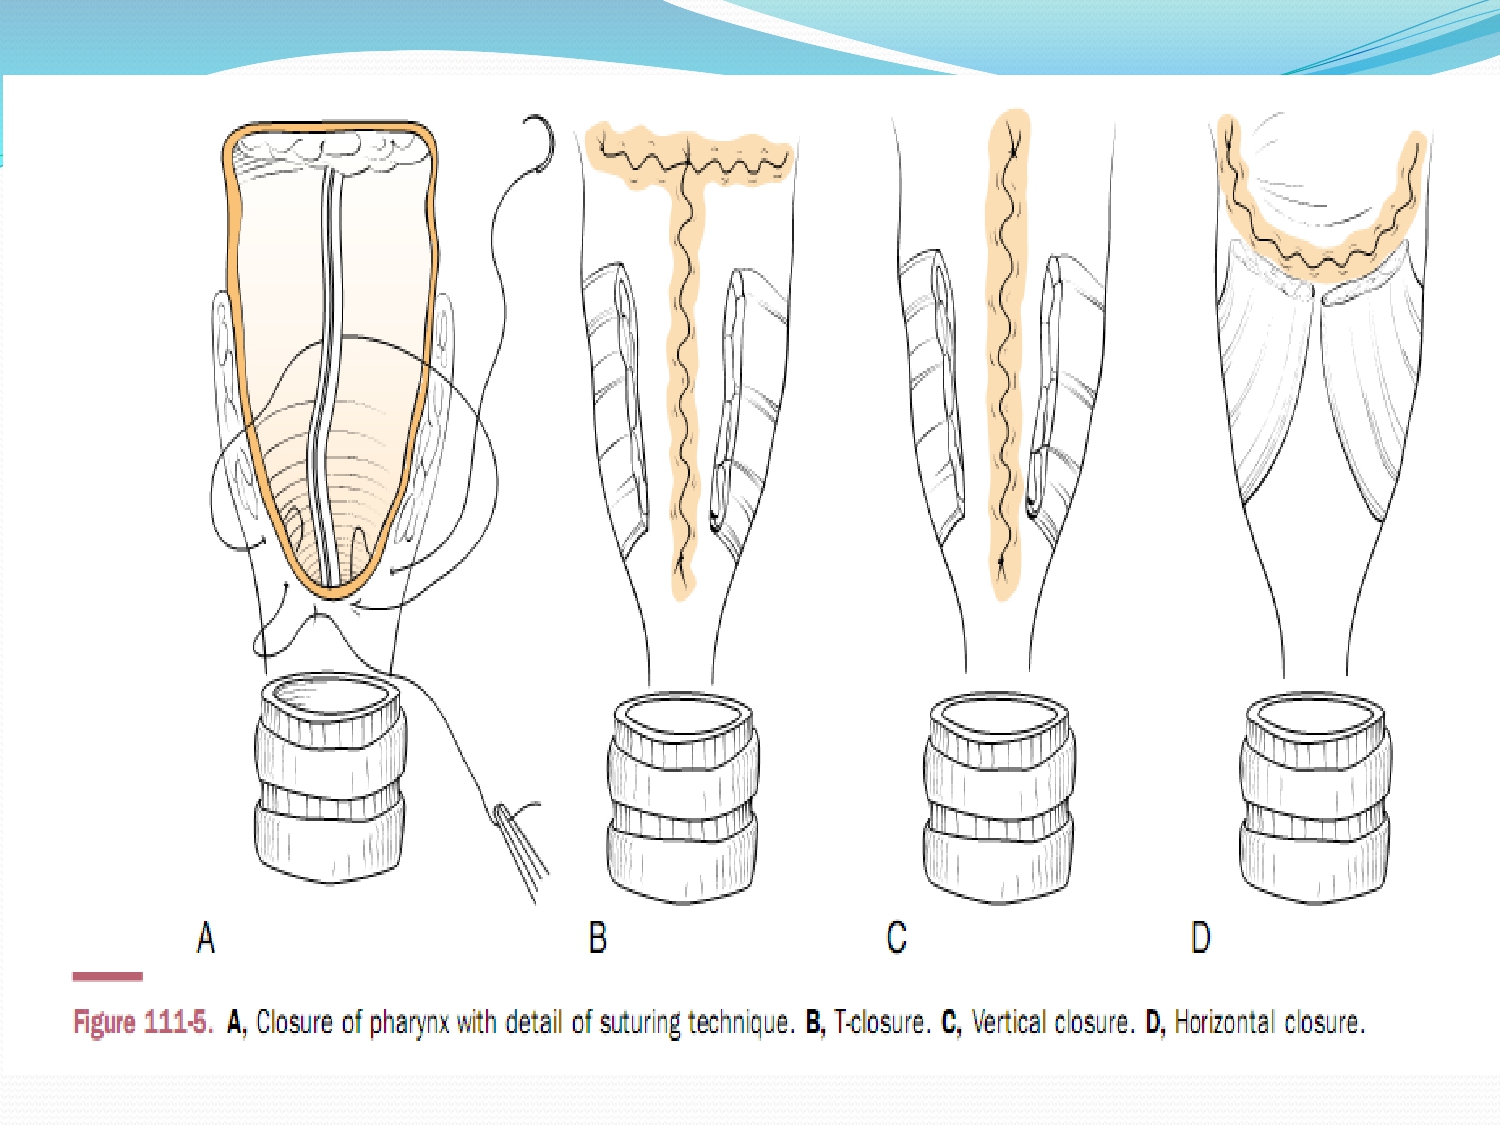 A B C D
Figure 111-5. A, Closure of pharynx with detail of suturing technique. B, T-closure. C, Vertical closure. D, Horizontal closure.